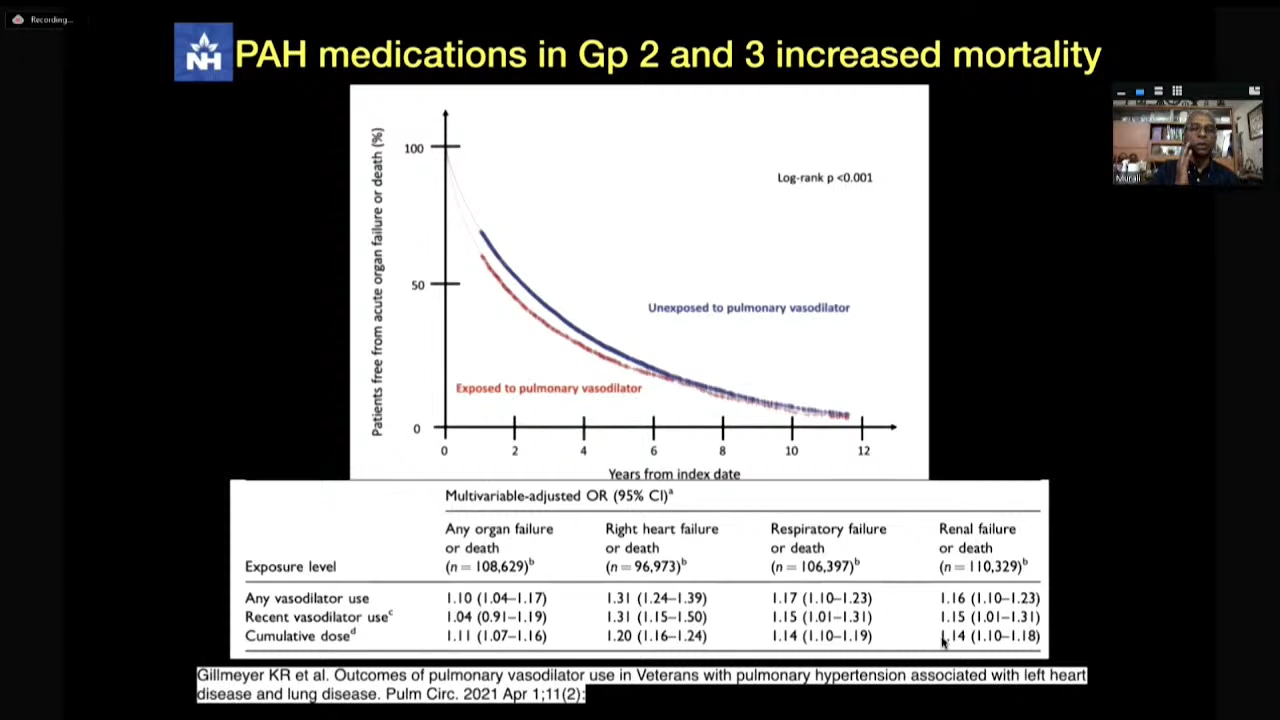 Recording...
NH
PAH medications in Gp 2 and 3 increased mortality
Murali
Patients free from acute organ failure or death (%)
100
50
0
Log-rank p <0.001
Unexposed to pulmonary vasodilator
Exposed to pulmonary vasodilator
0 2 4 6 8 10 12
Years from index date
Multivariable-adjusted OR (95% CI)ᵃ
Exposure level
Any organ failure or death (n = 108,629)ᵇ
Right heart failure or death (n = 96,973)ᵇ
Respiratory failure or death (n = 106,397)ᵇ
Renal failure or death (n = 110,329)ᵇ
Any vasodilator use 1.10 (1.04–1.17) 1.31 (1.24–1.39) 1.17 (1.10–1.23) 1.16 (1.10–1.23)
Recent vasodilator useᶜ 1.04 (0.91–1.19) 1.31 (1.15–1.50) 1.15 (1.01–1.31) 1.15 (1.01–1.31)
Cumulative doseᵈ 1.11 (1.07–1.16) 1.20 (1.16–1.24) 1.14 (1.10–1.19) 1.14 (1.10–1.18)
Gillmeyer KR et al. Outcomes of pulmonary vasodilator use in Veterans with pulmonary hypertension associated with left heart
disease and lung disease. Pulm Circ. 2021 Apr 1;11(2):